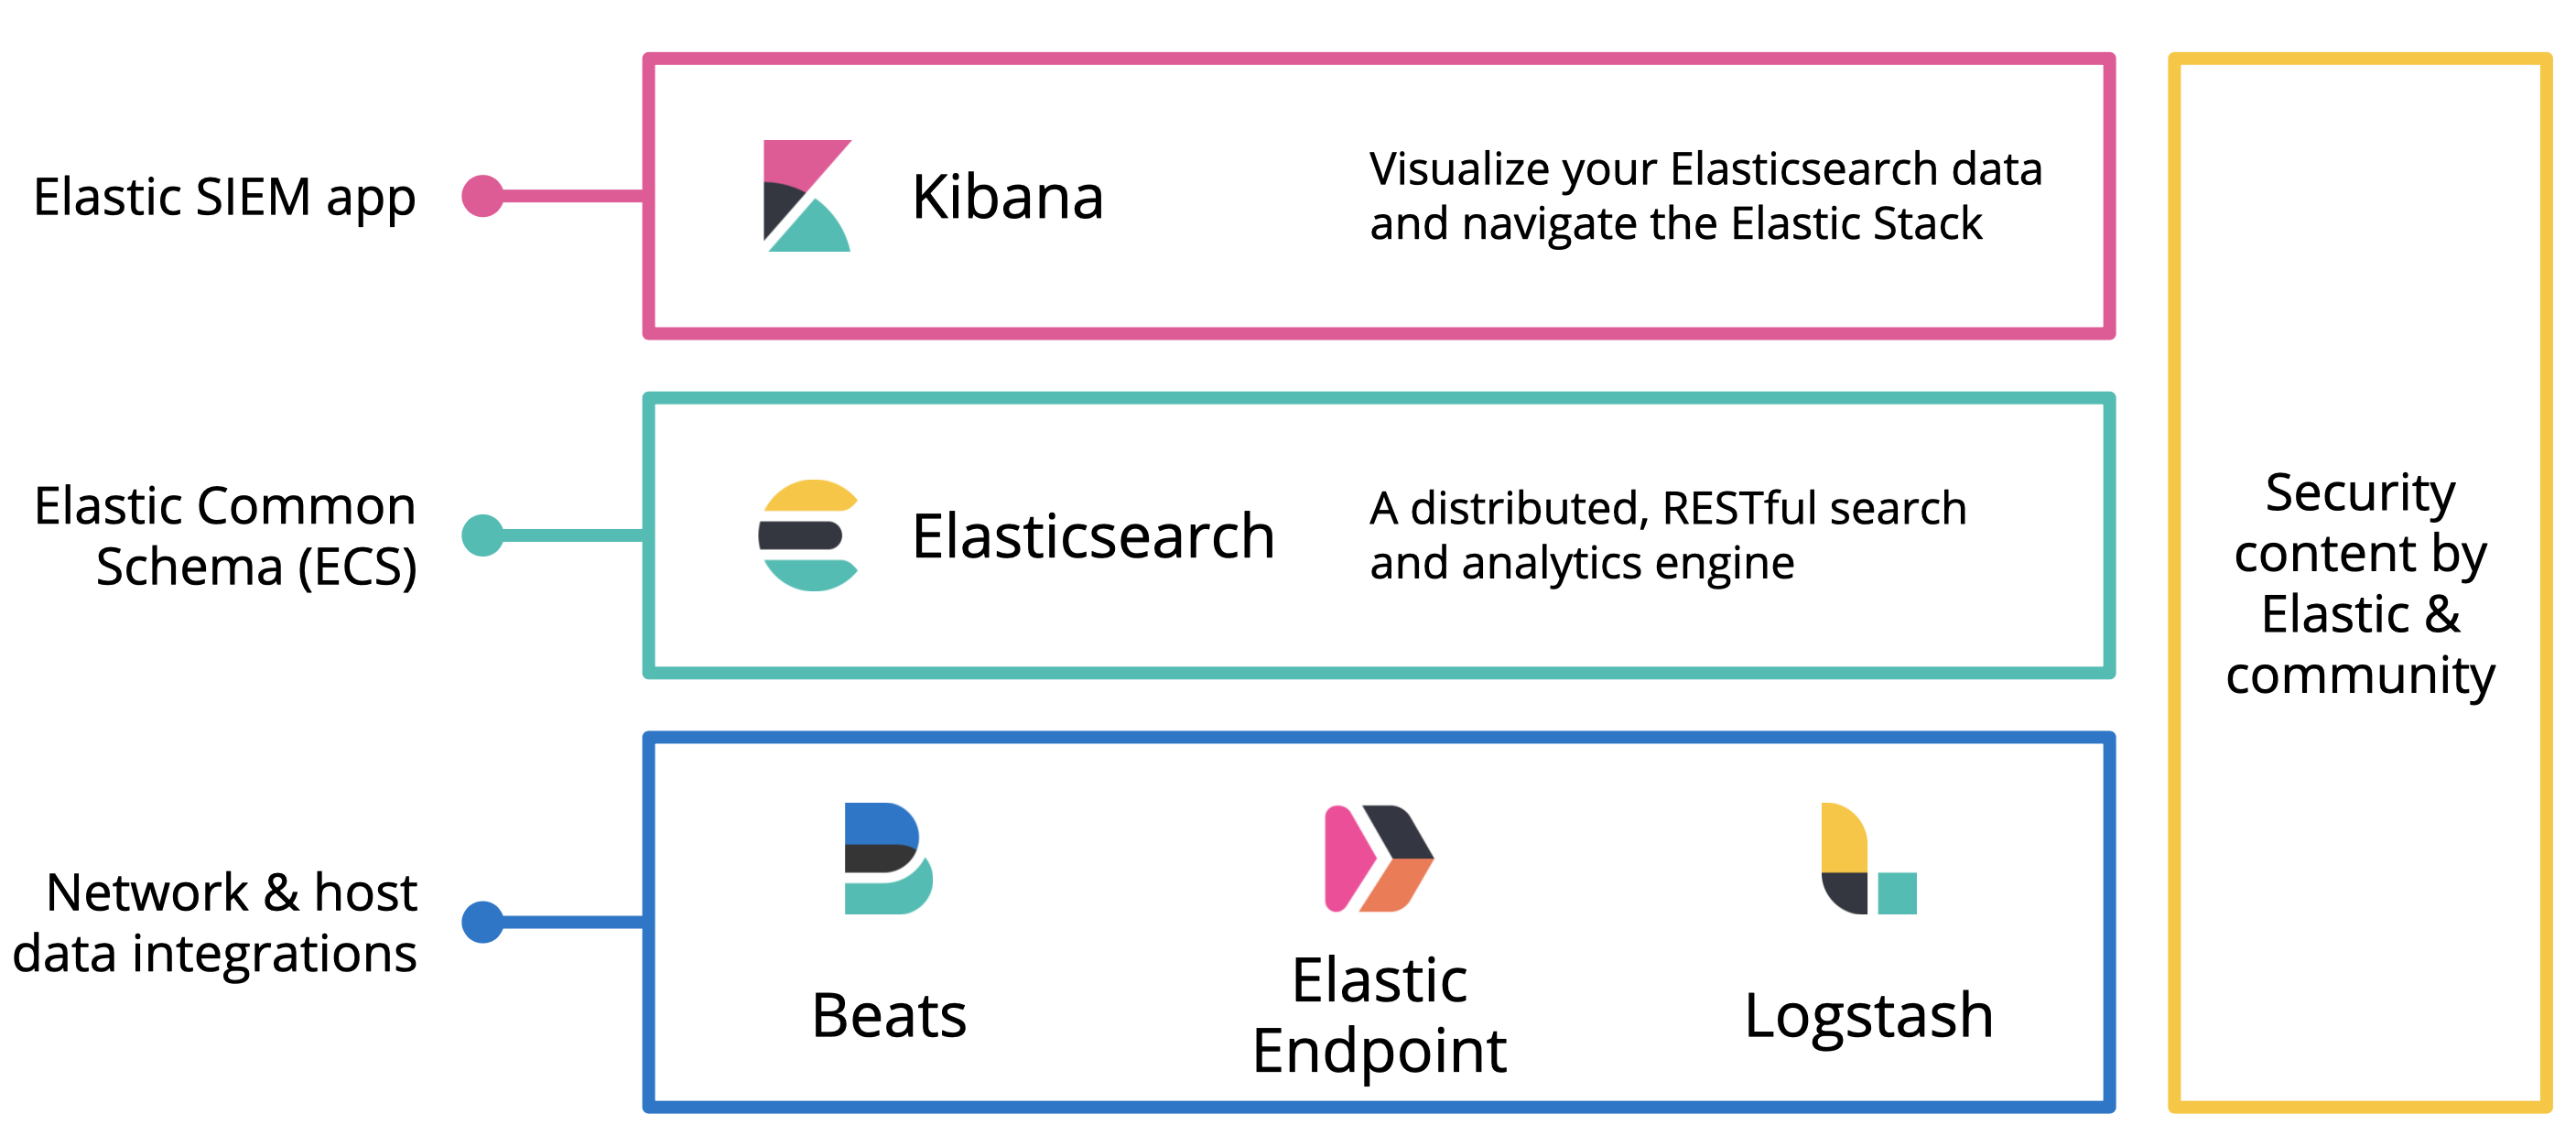 Elastic SIEM app
Kibana
Visualize your Elasticsearch data
and navigate the Elastic Stack
Elastic Common
Schema (ECS)
Elasticsearch
A distributed, RESTful search
and analytics engine
Network & host
data integrations
Beats
Elastic
Endpoint
Logstash
Security
content by
Elastic &
community